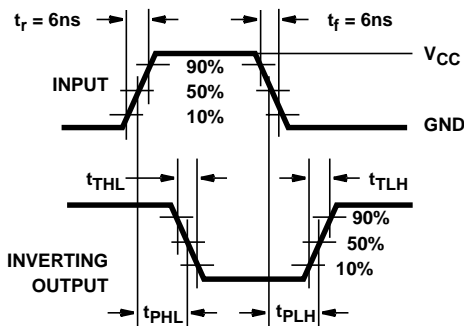 tr = 6ns
tf = 6ns
VCC
90%
INPUT
50%
10%
GND
tTHL
tTLH
90%
50%
INVERTING
OUTPUT
10%
tPHL
tPLH